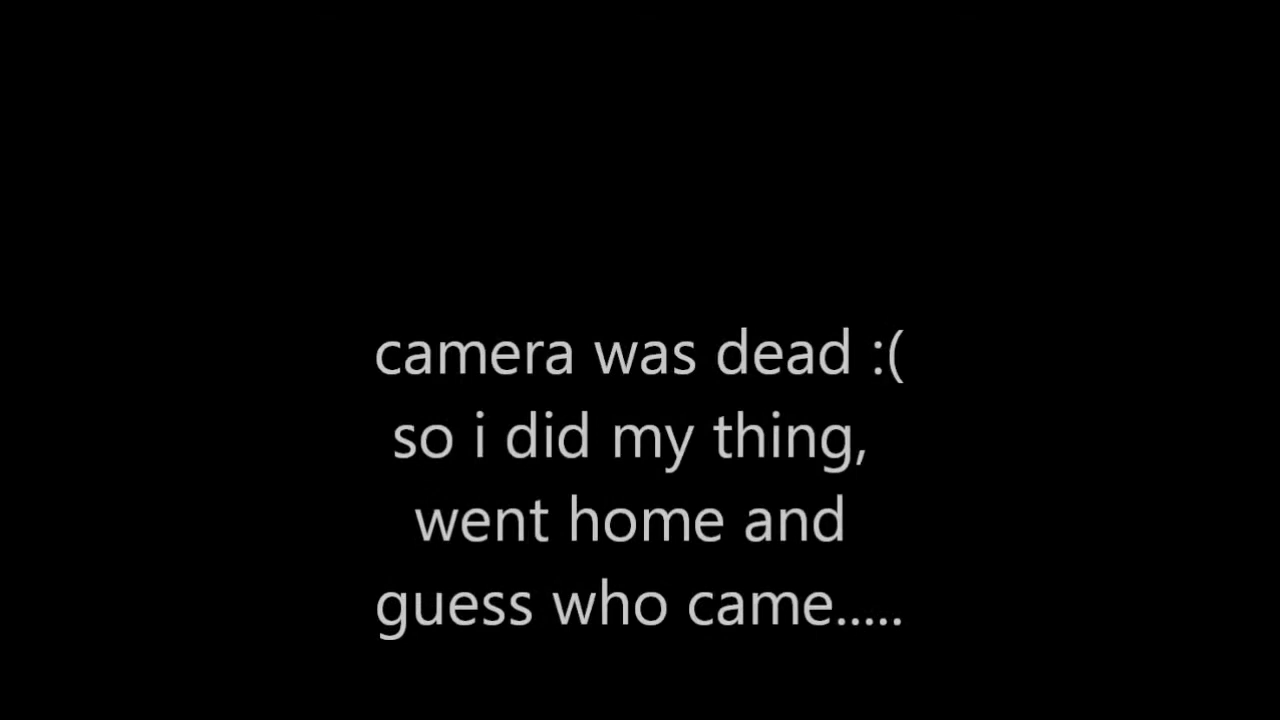 camera was dead :(
so i did my thing,
went home and
guess who came.....